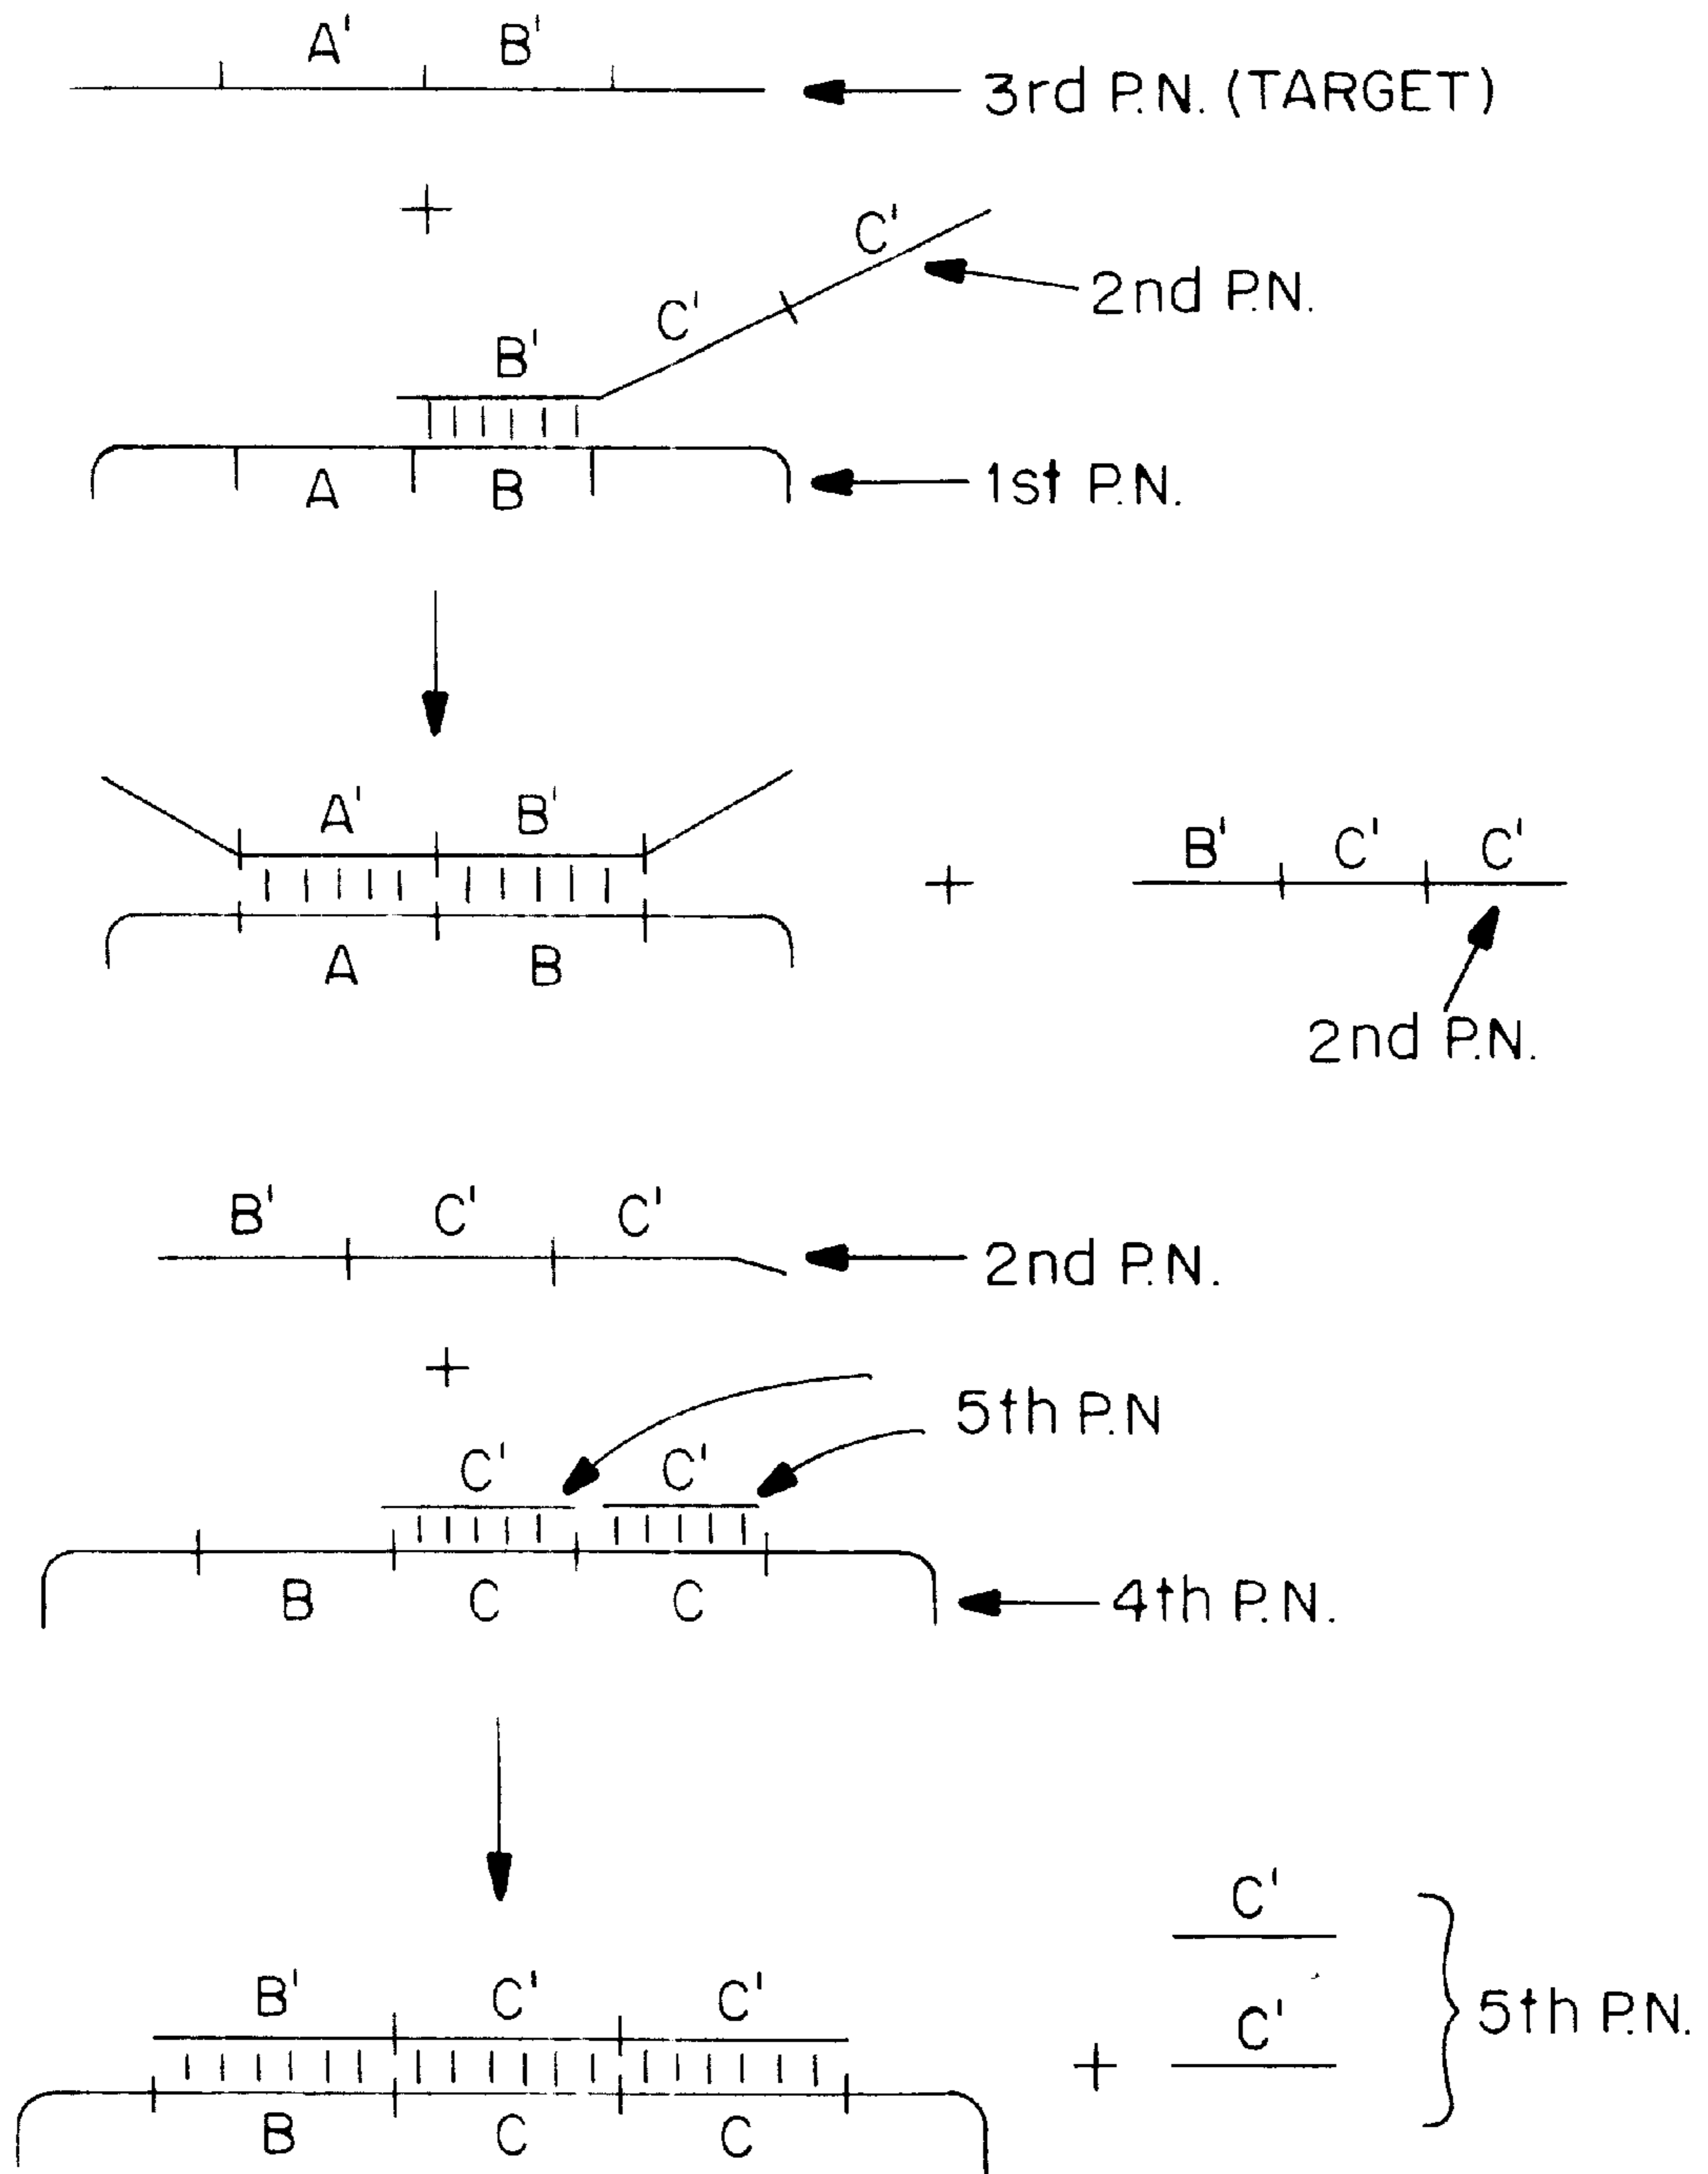 A' B'
3rd P.N. (TARGET)
+
C'
2nd P.N.
C'
B'
A B
1st P.N.
A' B'
+
B' C' C'
A B
2nd P.N.
B' C' C'
2nd P.N.
+
5th P.N
C' C'
B C C
4th P.N.
C'
B' C' C'
+
C'
5th P.N.
B C C